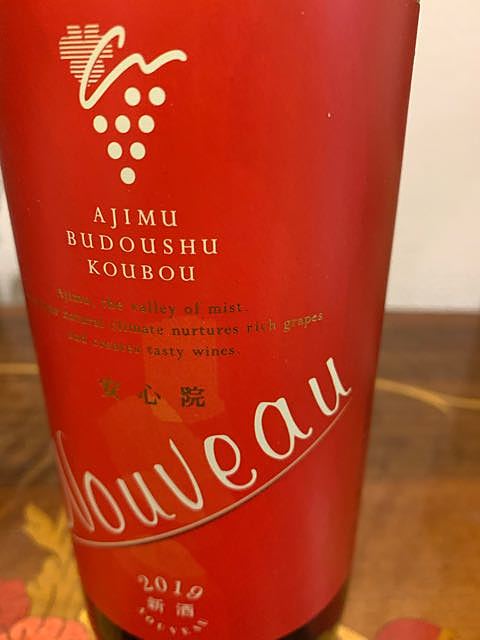 AJIMU
BUDOUSHU
KOUBOU
Ajimu, the valley of mist.
natural climate nurtures rich grapes
and creates tasty wines.
安心院
Nouveau
2019
新酒
NOUVEAU